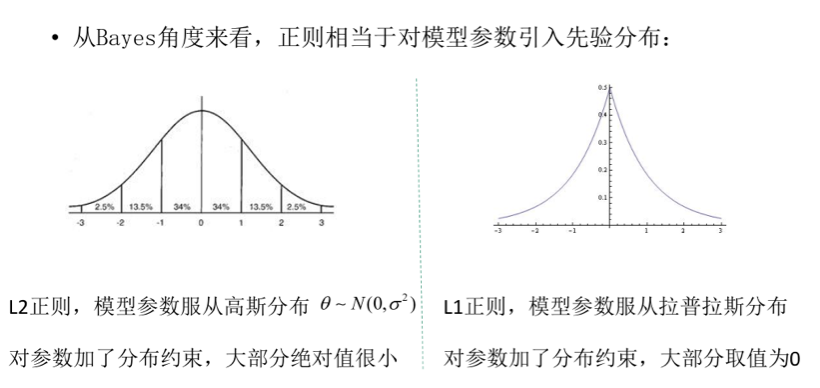 • 从Bayes角度来看，正则相当于对模型参数引入先验分布：
2.5% 13.5% 34% 34% 13.5% 2.5%
-3 -2 -1 0 1 2 3
0.5
0.4
0.3
0.2
0.1
-3 -2 -1 1 2 3
L2正则，模型参数服从高斯分布 θ ~ N(0,σ²)
对参数加了分布约束，大部分绝对值很小
L1正则，模型参数服从拉普拉斯分布
对参数加了分布约束，大部分取值为0